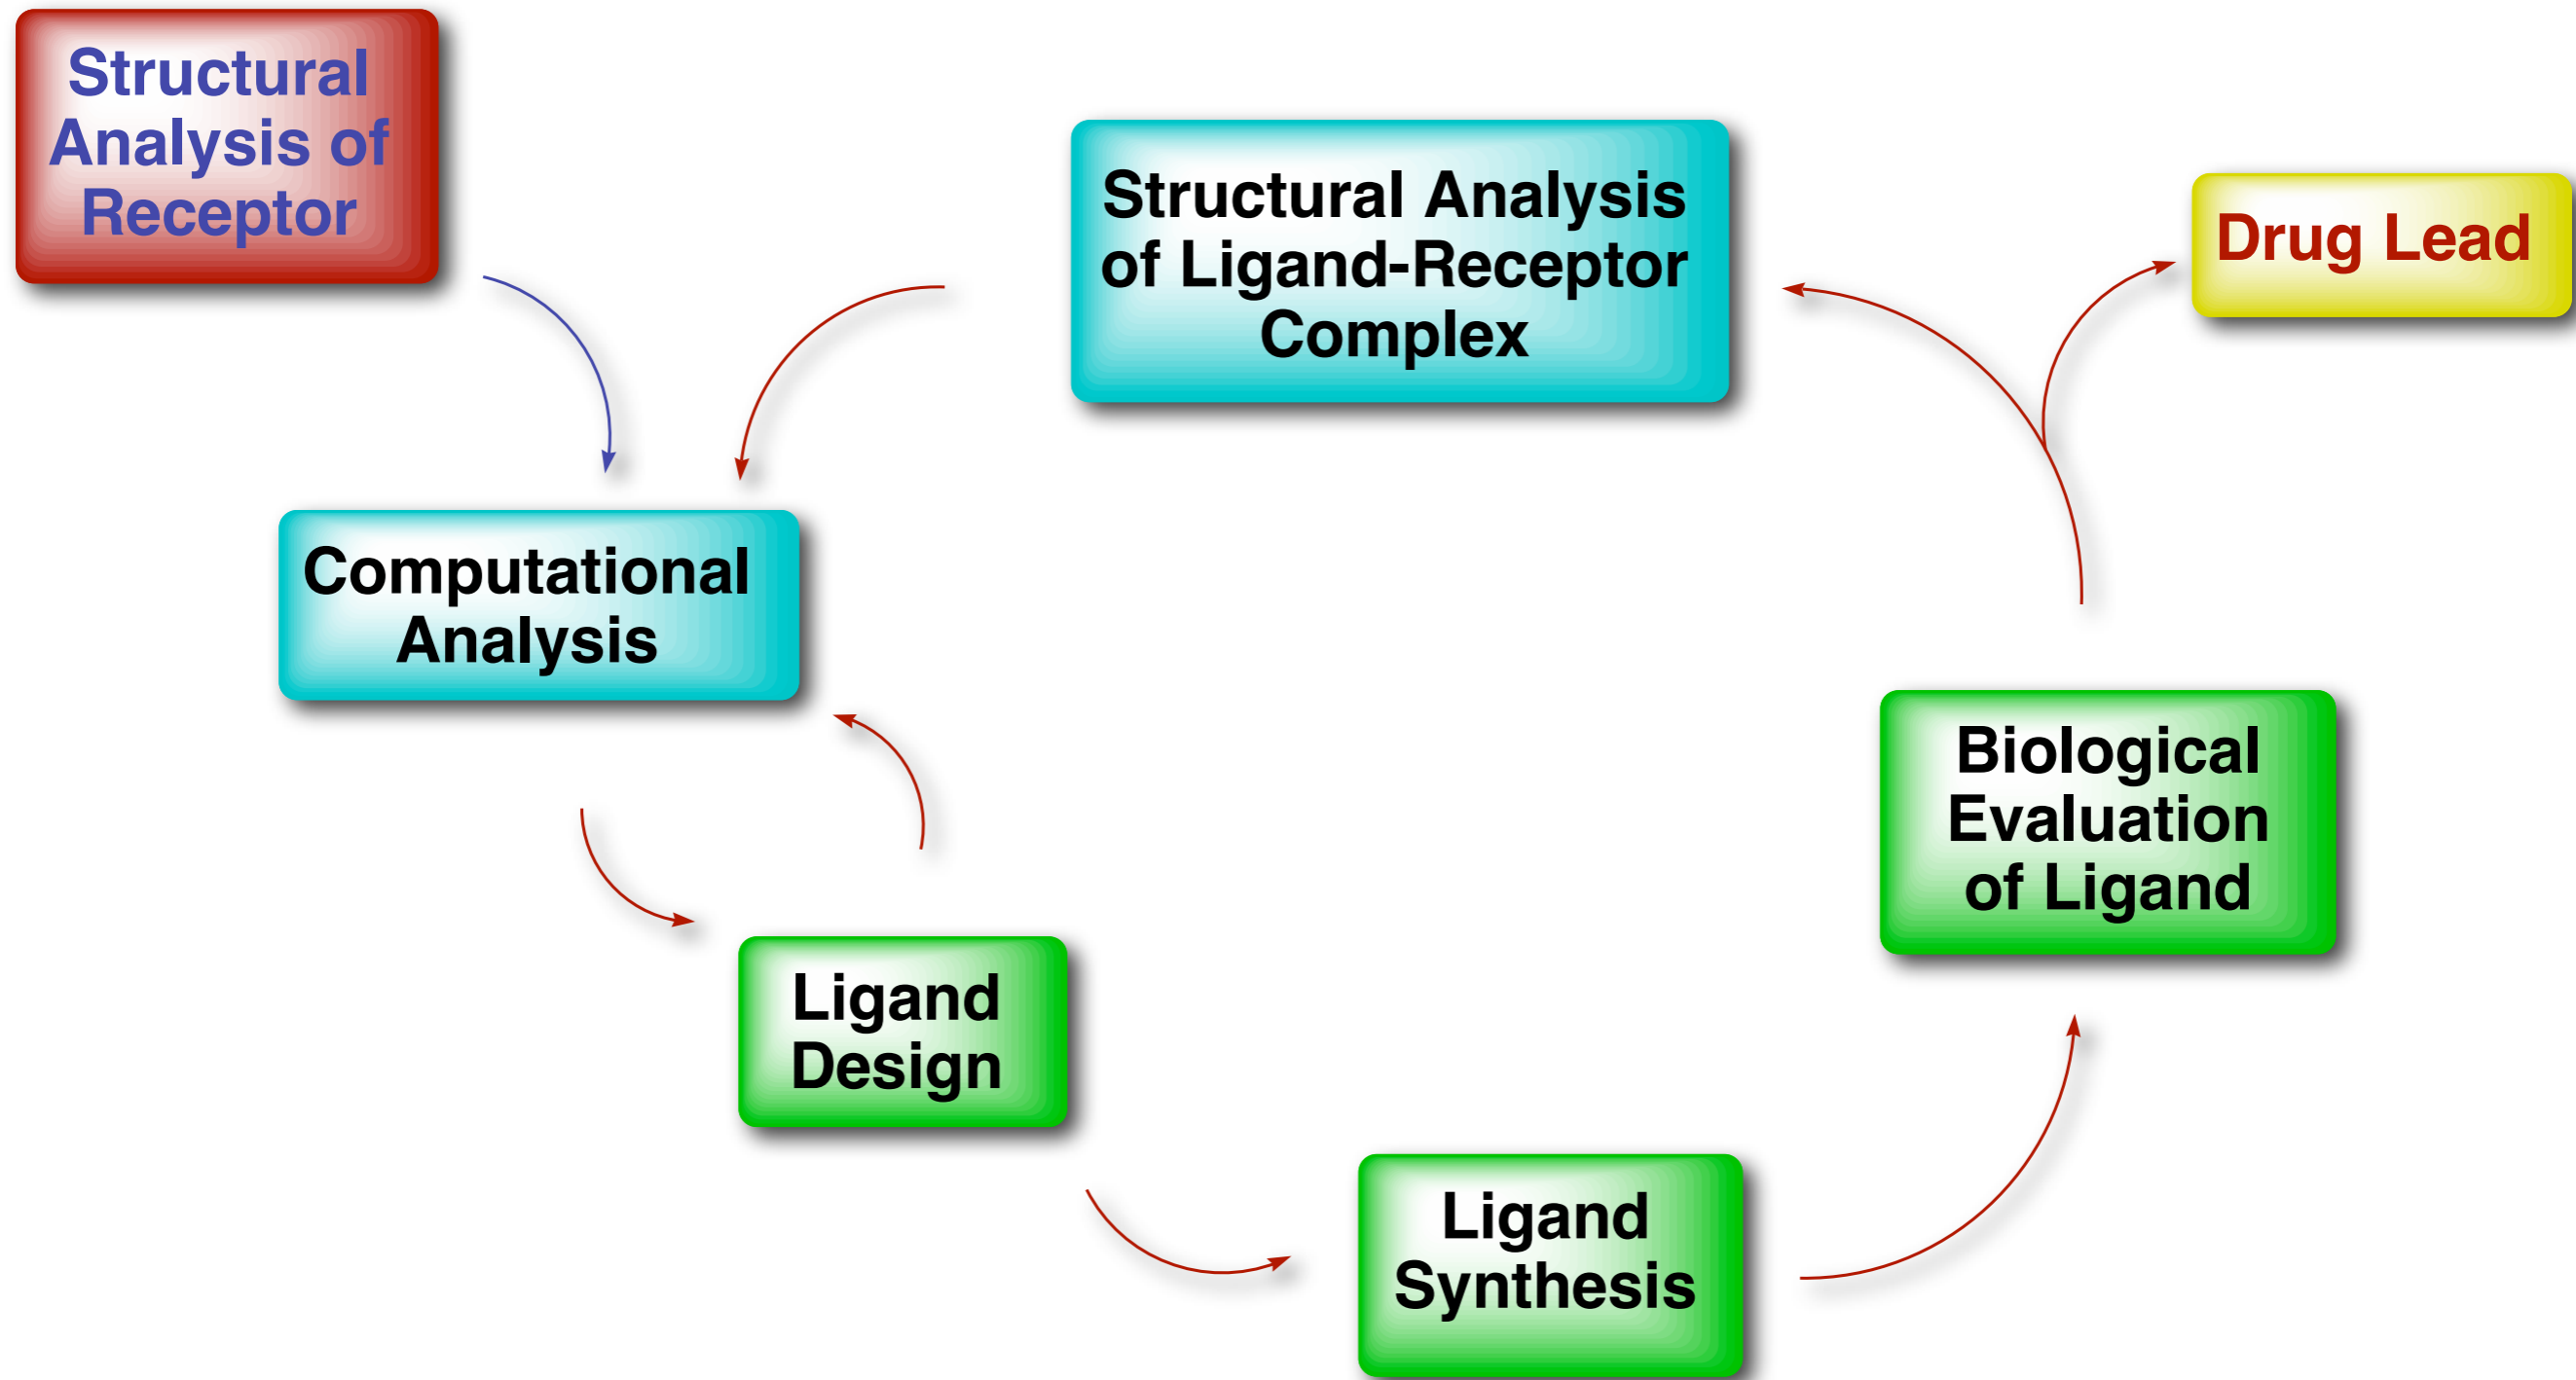 Structural
Analysis of
Receptor
Structural Analysis
of Ligand-Receptor
Complex
Drug Lead
Computational
Analysis
Biological
Evaluation
of Ligand
Ligand
Design
Ligand
Synthesis